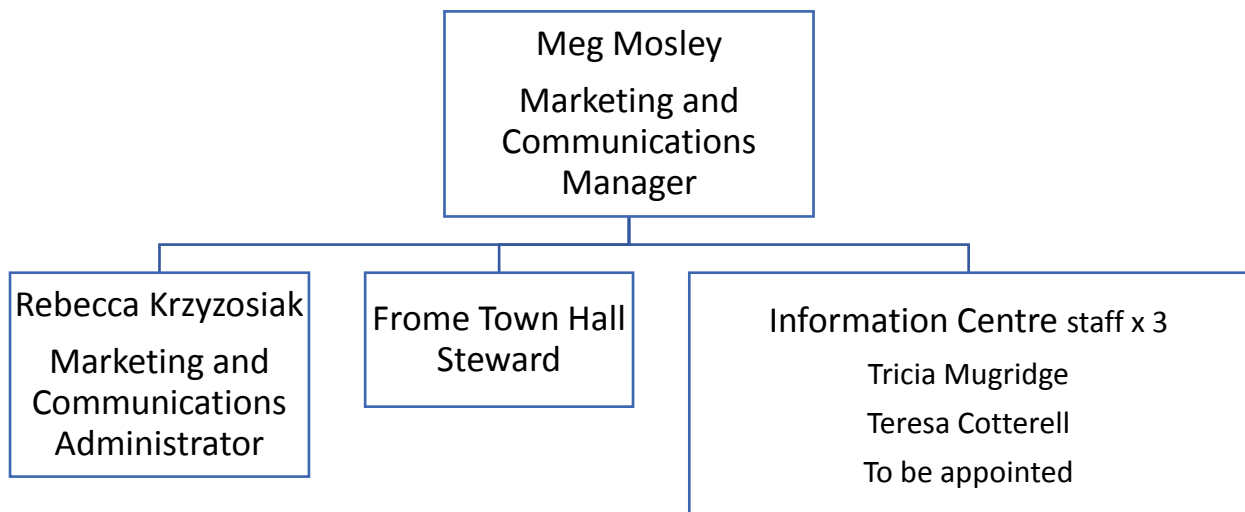 Meg Mosley
Marketing and
Communications
Manager
Rebecca Krzyzosiak
Marketing and
Communications
Administrator
Frome Town Hall
Steward
Information Centre staff x 3
Tricia Mugridge
Teresa Cotterell
To be appointed